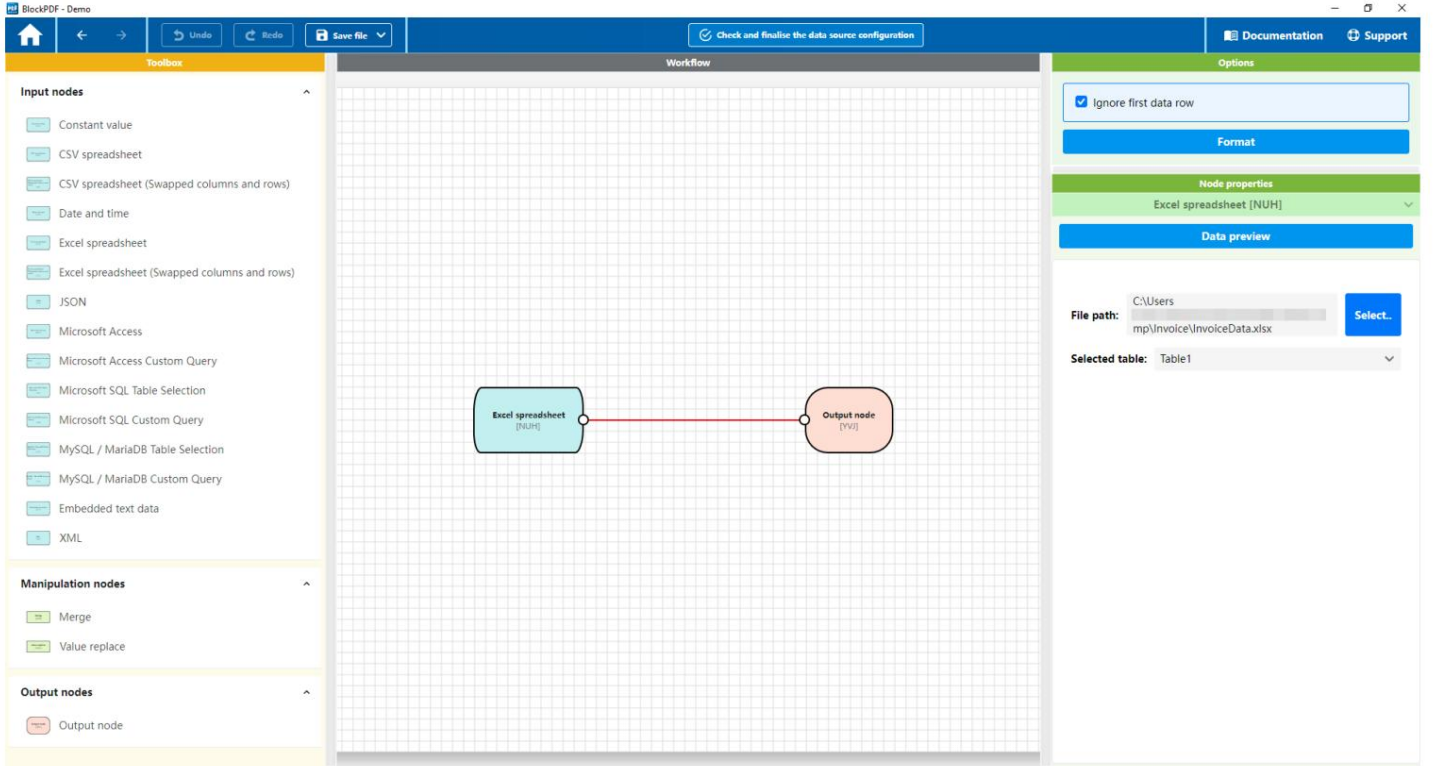 BlockPDF - Demo
Undo
Redo
Save file
Check and finalise the data source configuration
Documentation
Support
Toolbox
Input nodes
Constant value
CSV spreadsheet
CSV spreadsheet (Swapped columns and rows)
Date and time
Excel spreadsheet
Excel spreadsheet (Swapped columns and rows)
JSON
Microsoft Access
Microsoft Access Custom Query
Microsoft SQL Table Selection
Microsoft SQL Custom Query
MySQL / MariaDB Table Selection
MySQL / MariaDB Custom Query
Embedded text data
XML
Manipulation nodes
Merge
Value replace
Output nodes
Output node
Workflow
Excel spreadsheet
[NUH]
Output node
[YVJ]
Options
Ignore first data row
Format
Node properties
Excel spreadsheet [NUH]
Data preview
File path:
C:\Users
mp\Invoice\InvoiceData.xlsx
Select..
Selected table: Table1